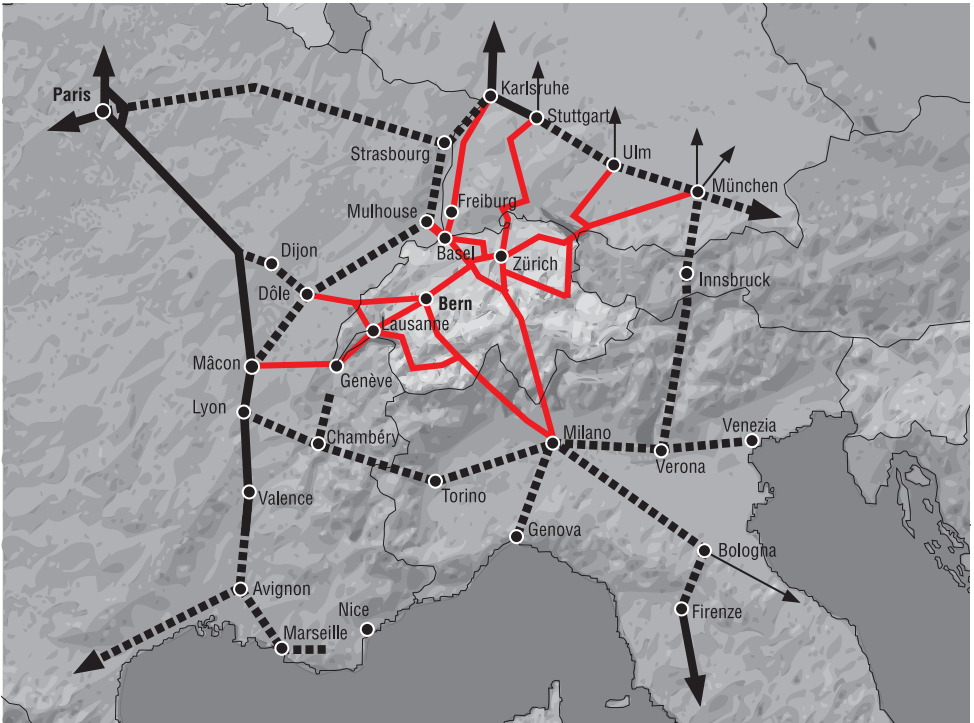 Karlsruhe
Paris
Stuttgart
Strasbourg
Ulm
München
Mulhouse
Freiburg
Basel
Dijon
Zürich
Innsbruck
Dôle
Bern
Lausanne
Mâcon
Genève
Lyon
Chambéry
Milano
Venezia
Verona
Torino
Valence
Genova
Bologna
Avignon
Nice
Firenze
Marseille